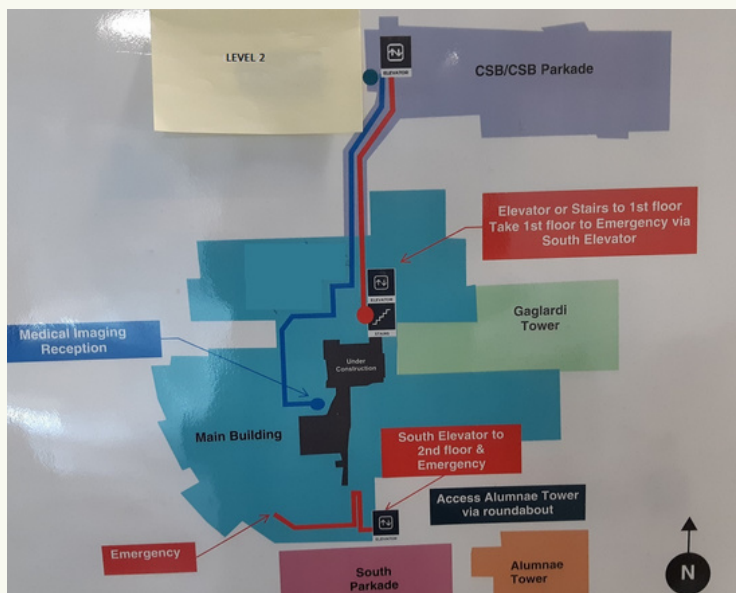 LEVEL 2
ELEVATOR
CSB/CSB Parkade
Elevator or Stairs to 1st floor
Take 1st floor to Emergency via
South Elevator
ELEVATOR
STAIRS
Gaglardi
Tower
Medical Imaging
Reception
Under
Construction
Main Building
South Elevator to
2nd floor &
Emergency
Access Alumnae Tower
via roundabout
ELEVATOR
Emergency
South
Parkade
Alumnae
Tower
N